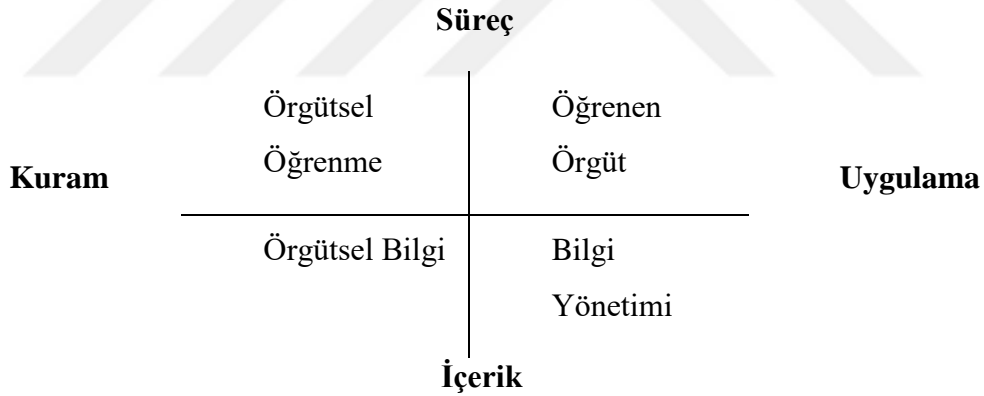 Süreç
Örgütsel
Öğrenme
Öğrenen
Örgüt
Kuram
Uygulama
Örgütsel Bilgi
Bilgi
Yönetimi
İçerik